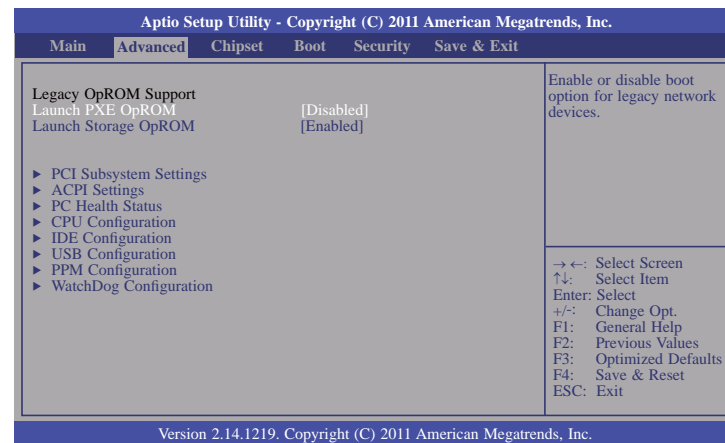 Aptio Setup Utility - Copyright (C) 2011 American Megatrends, Inc.
Main Advanced Chipset Boot Security Save & Exit
Legacy OpROM Support
Launch PXE OpROM [Disabled]
Launch Storage OpROM [Enabled]
► PCI Subsystem Settings
► ACPI Settings
► PC Health Status
► CPU Configuration
► IDE Configuration
► USB Configuration
► PPM Configuration
► WatchDog Configuration
Enable or disable boot
option for legacy network
devices.
→←: Select Screen
↑↓: Select Item
Enter: Select
+/-: Change Opt.
F1: General Help
F2: Previous Values
F3: Optimized Defaults
F4: Save & Reset
ESC: Exit
Version 2.14.1219. Copyright (C) 2011 American Megatrends, Inc.